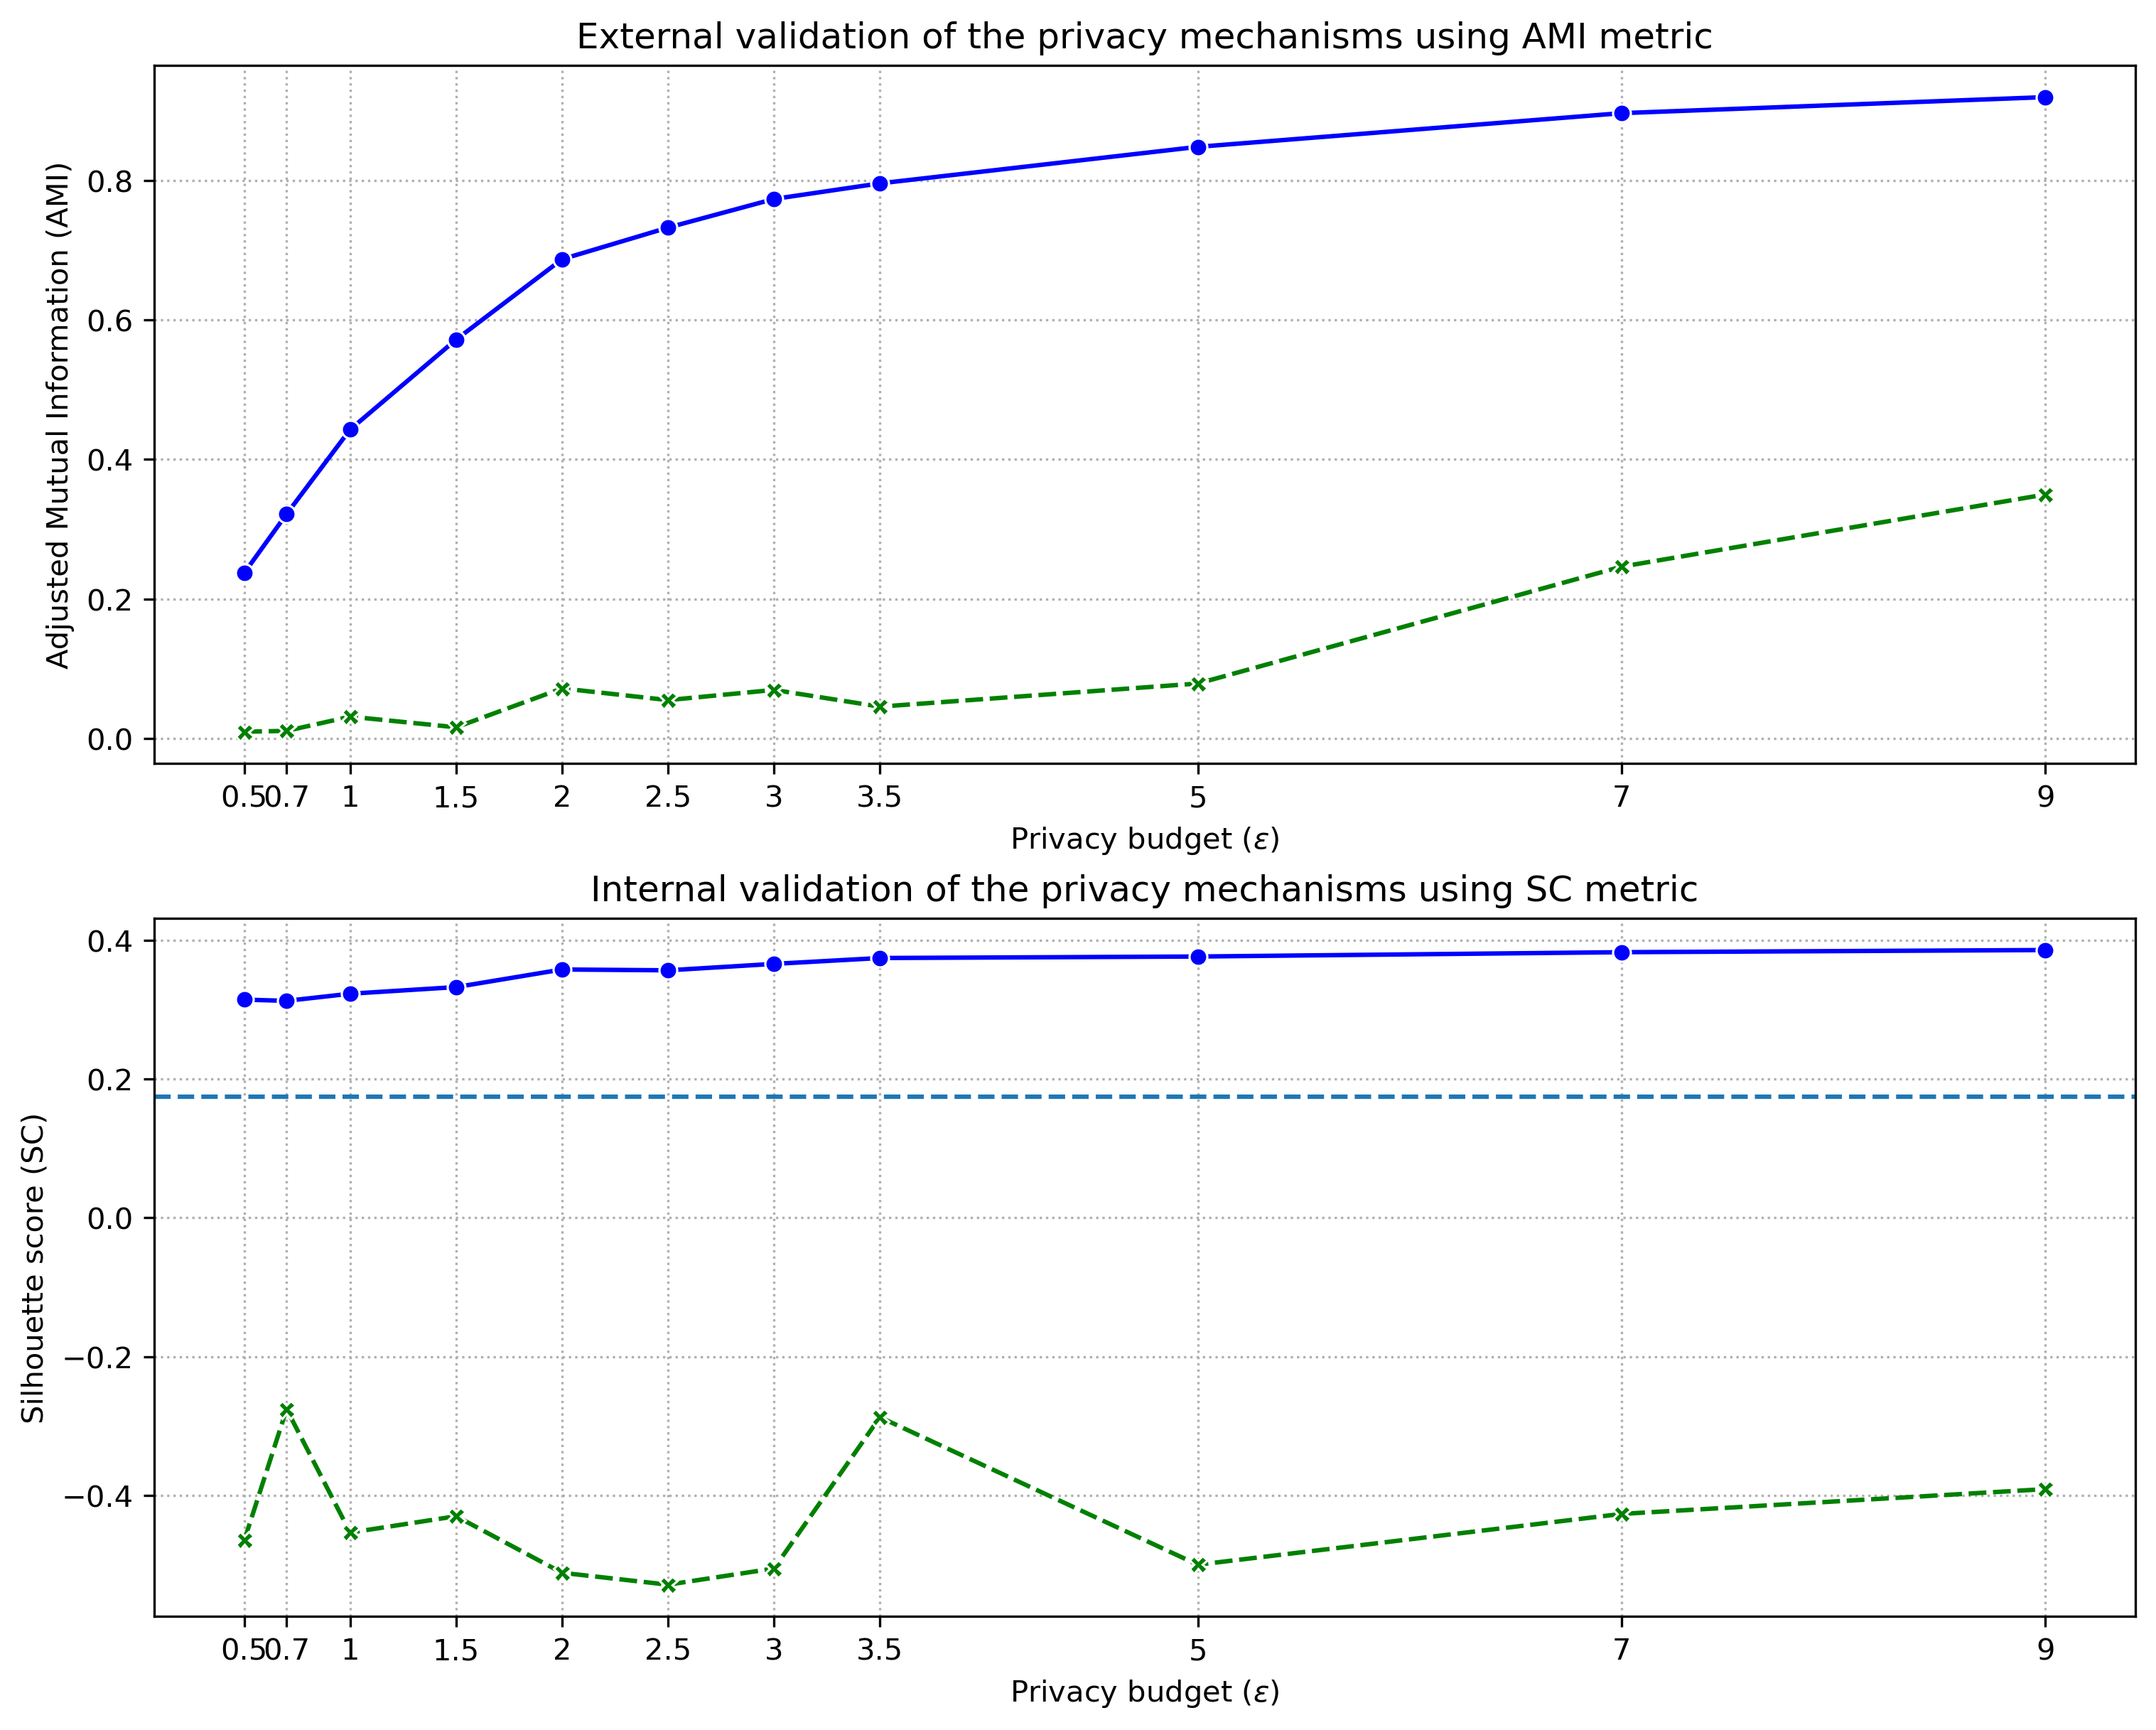 External validation of the privacy mechanisms using AMI metric
Adjusted Mutual Information (AMI)
0.8
0.6
0.4
0.2
0.0
0.5 0.7 1 1.5 2 2.5 3 3.5 5 7 9
Privacy budget (ε)
Internal validation of the privacy mechanisms using SC metric
Silhouette score (SC)
0.4
0.2
0.0
−0.2
−0.4
0.5 0.7 1 1.5 2 2.5 3 3.5 5 7 9
Privacy budget (ε)